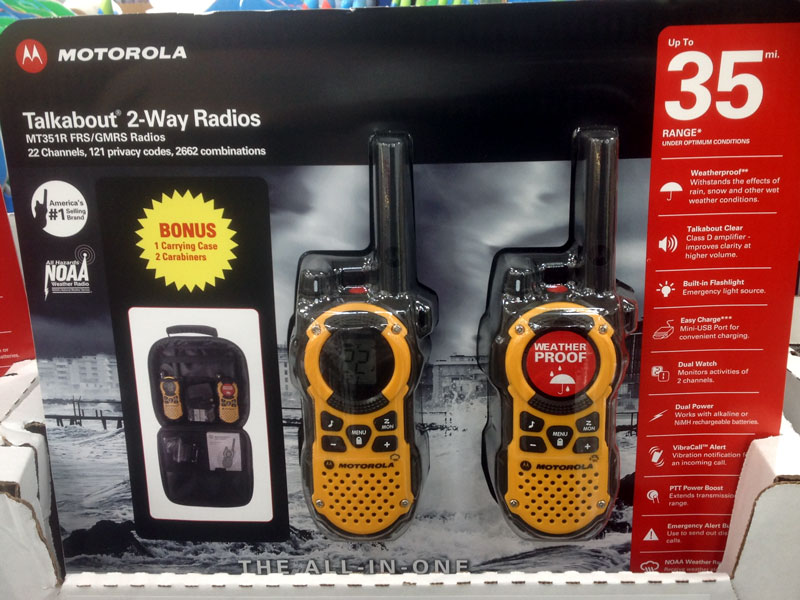 MOTOROLA
Talkabout® 2-Way Radios
MT351R FRS/GMRS Radios
22 Channels, 121 privacy codes, 2662 combinations
America's
#1 Selling
Brand
All Hazards
NOAA
Weather Radio
BONUS
1 Carrying Case
2 Carabiners
WEATHER
PROOF
MENU
Z
MON
MOTOROLA
MENU
Z
MON
MOTOROLA
THE ALL-IN-ONE
Up To
35 mi.
RANGE*
UNDER OPTIMUM CONDITIONS
Weatherproof**
Withstands the effects of
rain, snow and other wet
weather conditions.
Talkabout Clear
Class D amplifier -
improves clarity at
higher volume.
Built-in Flashlight
Emergency light source.
Easy Charge***
Mini-USB Port for
convenient charging.
Dual Watch
Monitors activities of
2 channels.
Dual Power
Works with alkaline or
NiMH rechargeable batteries.
VibraCall™ Alert
Vibration notification
an incoming call.
PTT Power Boost
Extends transmission
range.
Emergency Alert
Use to send out
calls.
NOAA Weather